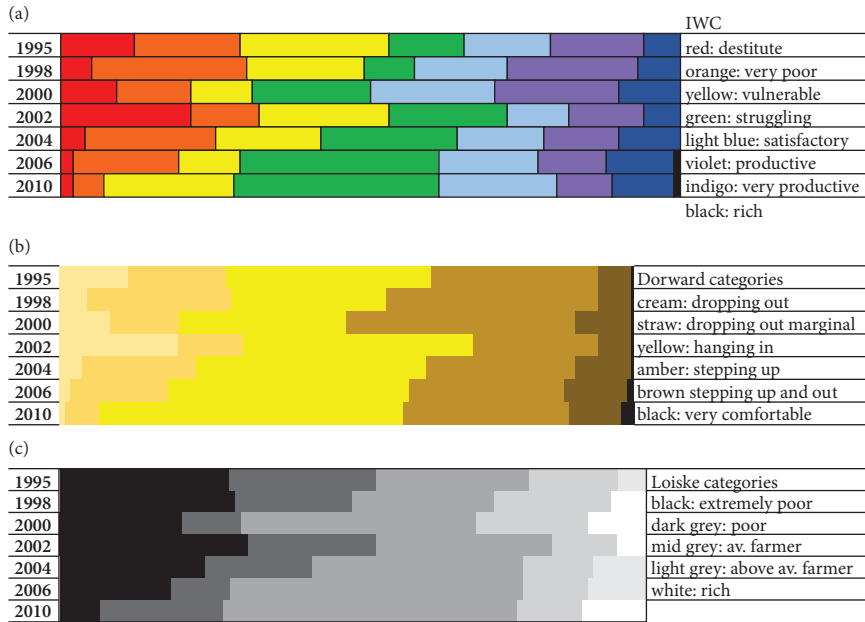 (a)
IWC
1995 red: destitute
1998 orange: very poor
2000 yellow: vulnerable
2002 green: struggling
2004 light blue: satisfactory
2006 violet: productive
2010 indigo: very productive
black: rich
(b)
1995 Dorward categories
1998 cream: dropping out
2000 straw: dropping out marginal
2002 yellow: hanging in
2004 amber: stepping up
2006 brown stepping up and out
2010 black: very comfortable
(c)
1995 Loiske categories
1998 black: extremely poor
2000 dark grey: poor
2002 mid grey: av. farmer
2004 light grey: above av. farmer
2006 white: rich
2010